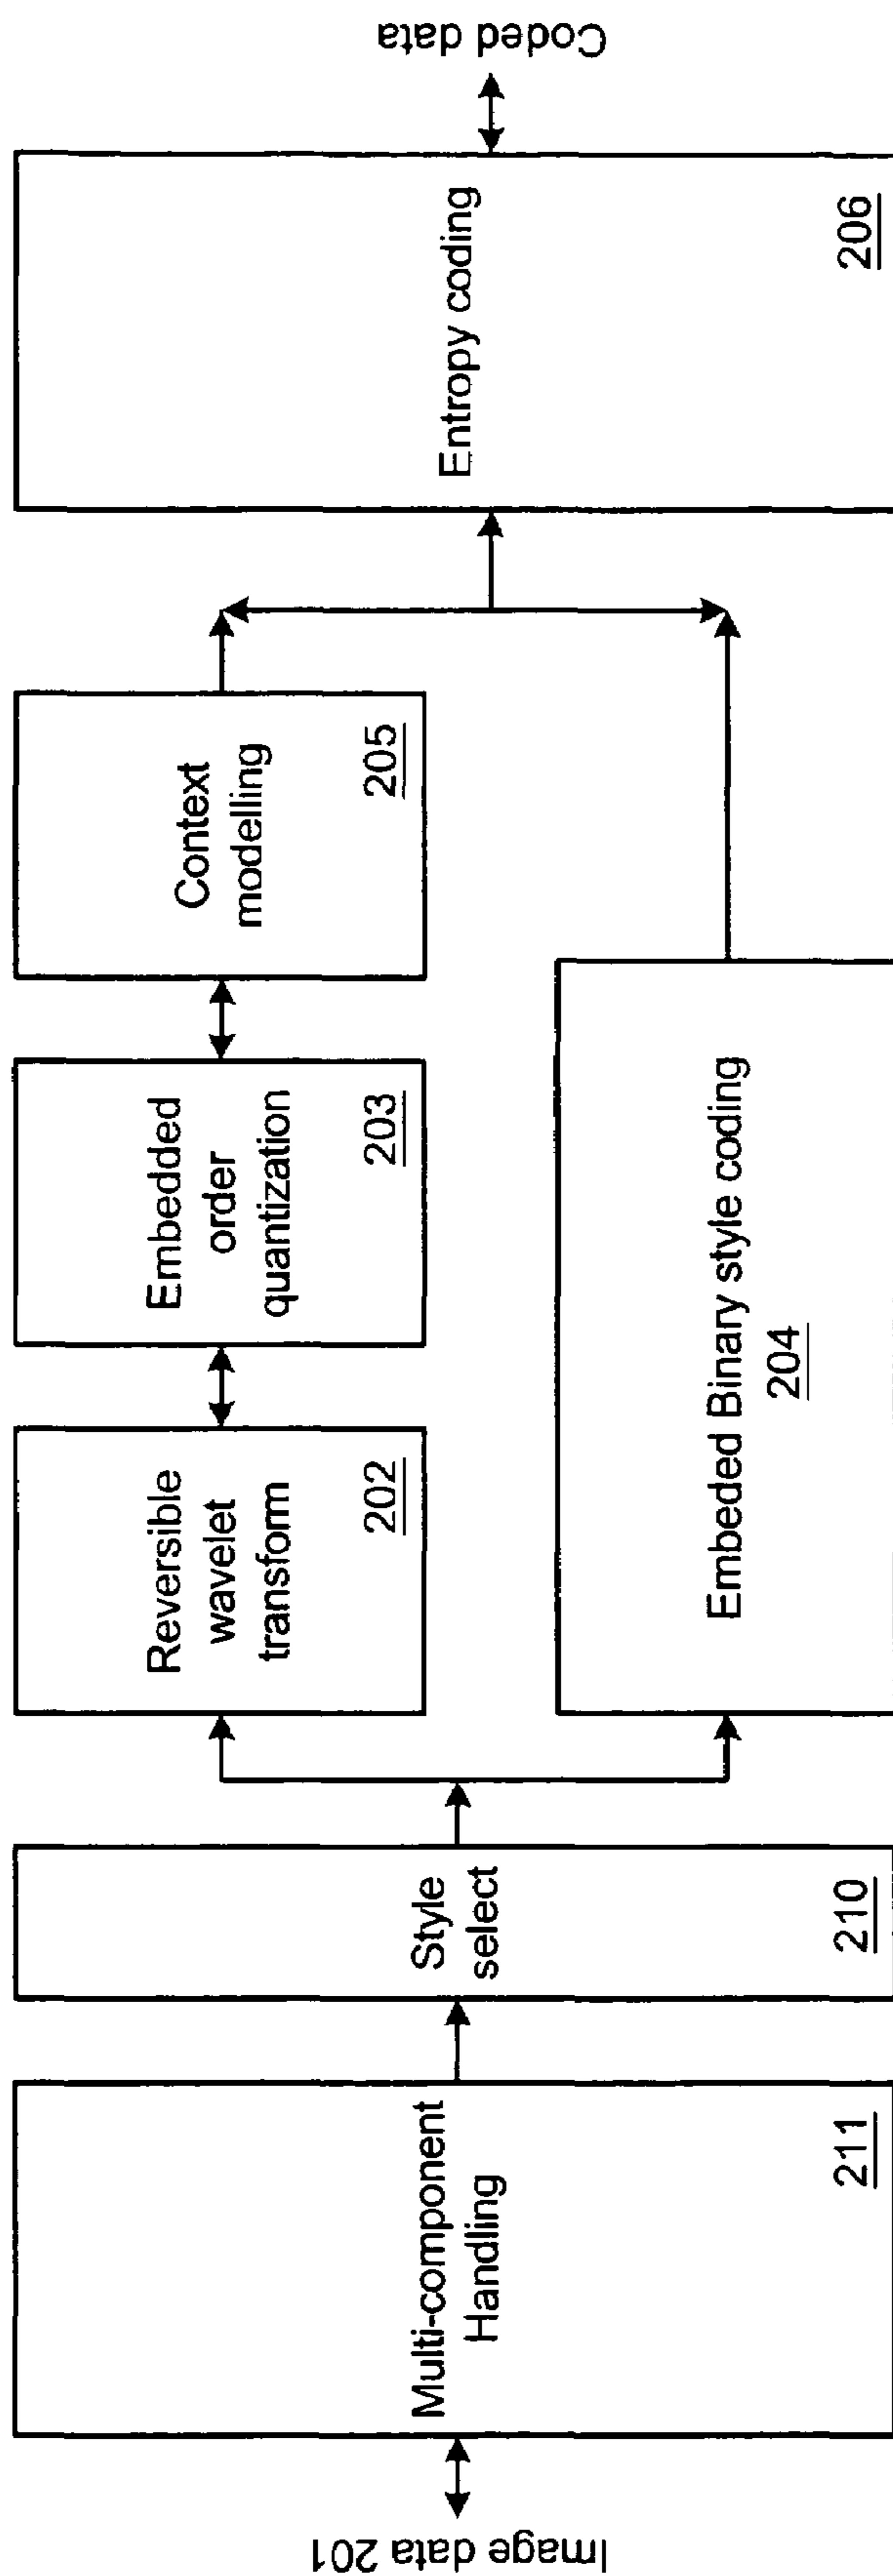 Image data 201
Multi-component
Handling
211
Style
select
210
Reversible
wavelet
transform
202
Embedded
order
quantization
203
Context
modelling
205
Embeded Binary style coding
204
Entropy coding
206
Coded data